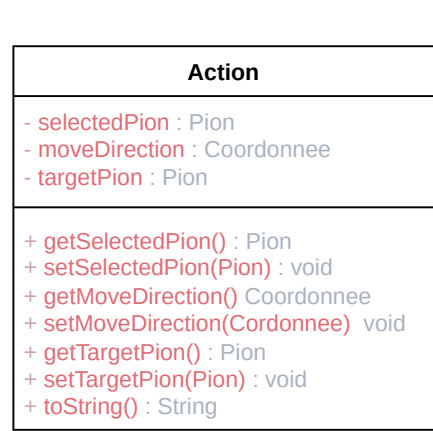 Action
- selectedPion : Pion
- moveDirection : Coordonnee
- targetPion : Pion
+ getSelectedPion() : Pion
+ setSelectedPion(Pion) : void
+ getMoveDirection() Coordonnee
+ setMoveDirection(Cordonnee) void
+ getTargetPion() : Pion
+ setTargetPion(Pion) : void
+ toString() : String